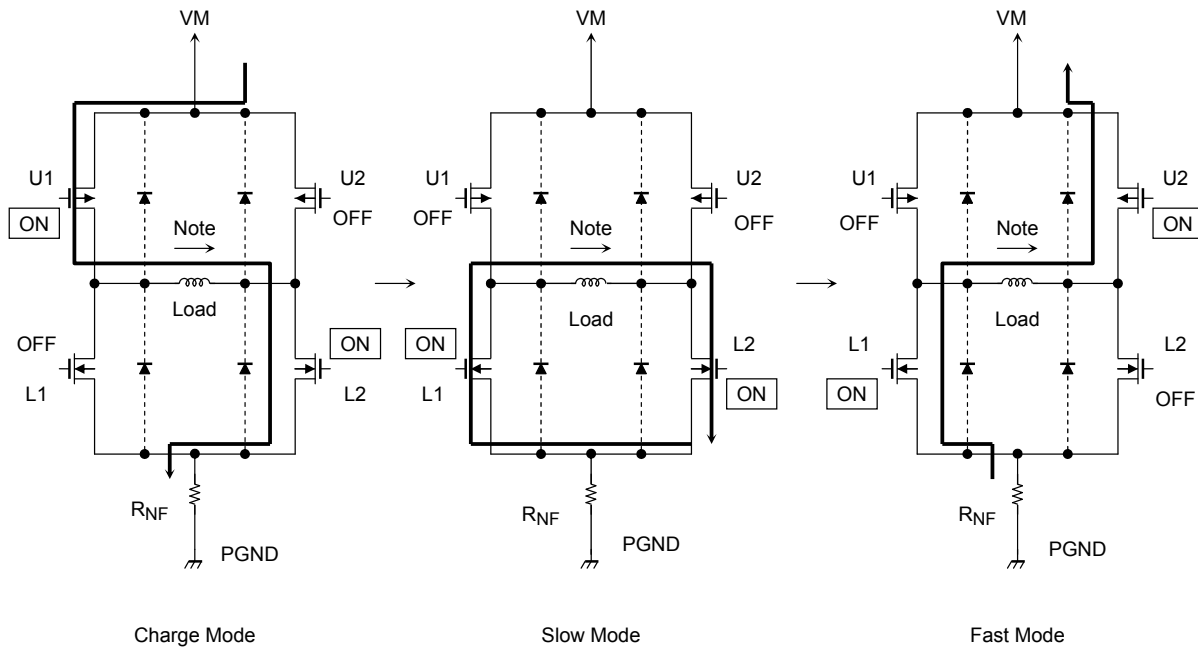 VM VM VM
U1 U2 U1 U2 U1 U2
ON Note OFF OFF Note OFF OFF Note ON
Load Load Load
OFF ON ON L2 L1 L2
L1 L2 L1 ON ON OFF
RNF RNF RNF
PGND PGND PGND
Charge Mode Slow Mode Fast Mode